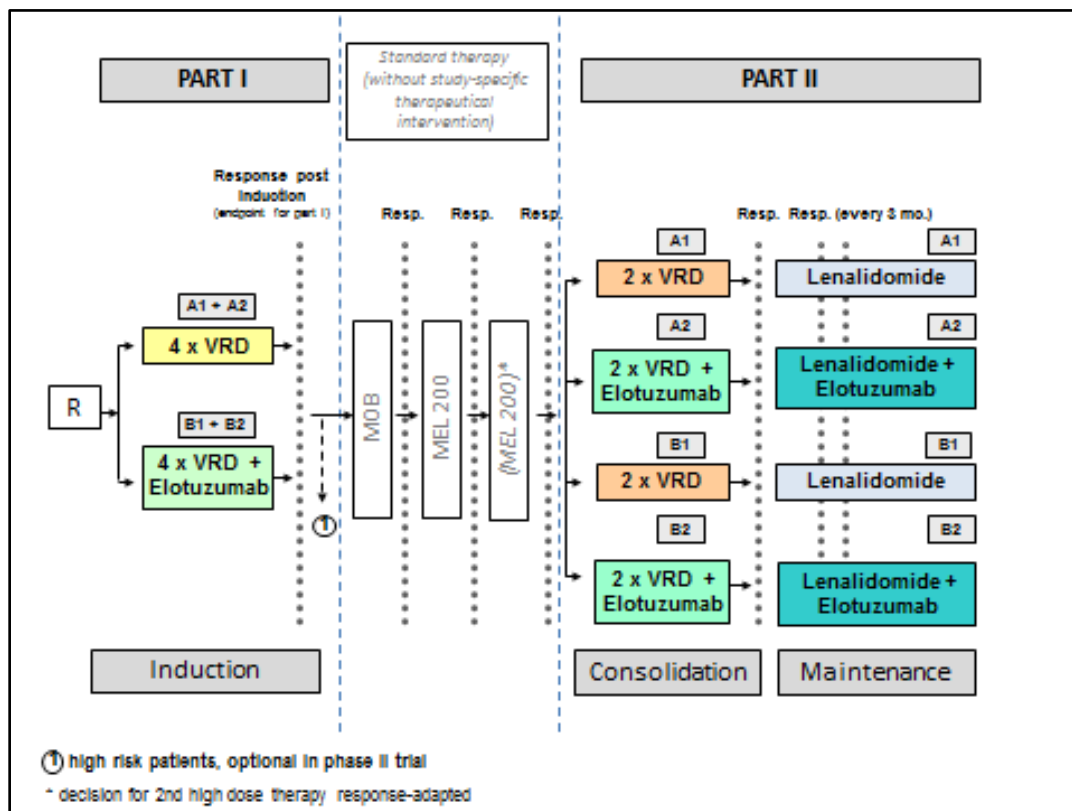 PART I
Standard therapy
(without study-specific
therapeutical
intervention)
PART II
Response post
Induction
(endpoint for part I)
Resp.
Resp.
Resp.
Resp.
Resp. (every 3 mo.)
R
A1 + A2
4 x VRD
B1 + B2
4 x VRD +
Elotuzumab
1
MOB
MEL 200
(MEL 200)*
A1
2 x VRD
A1
Lenalidomide
A2
2 x VRD +
Elotuzumab
A2
Lenalidomide +
Elotuzumab
B1
2 x VRD
B1
Lenalidomide
B2
2 x VRD +
Elotuzumab
B2
Lenalidomide +
Elotuzumab
Induction
Consolidation
Maintenance
1 high risk patients, optional in phase II trial
* decision for 2nd high dose therapy response-adapted